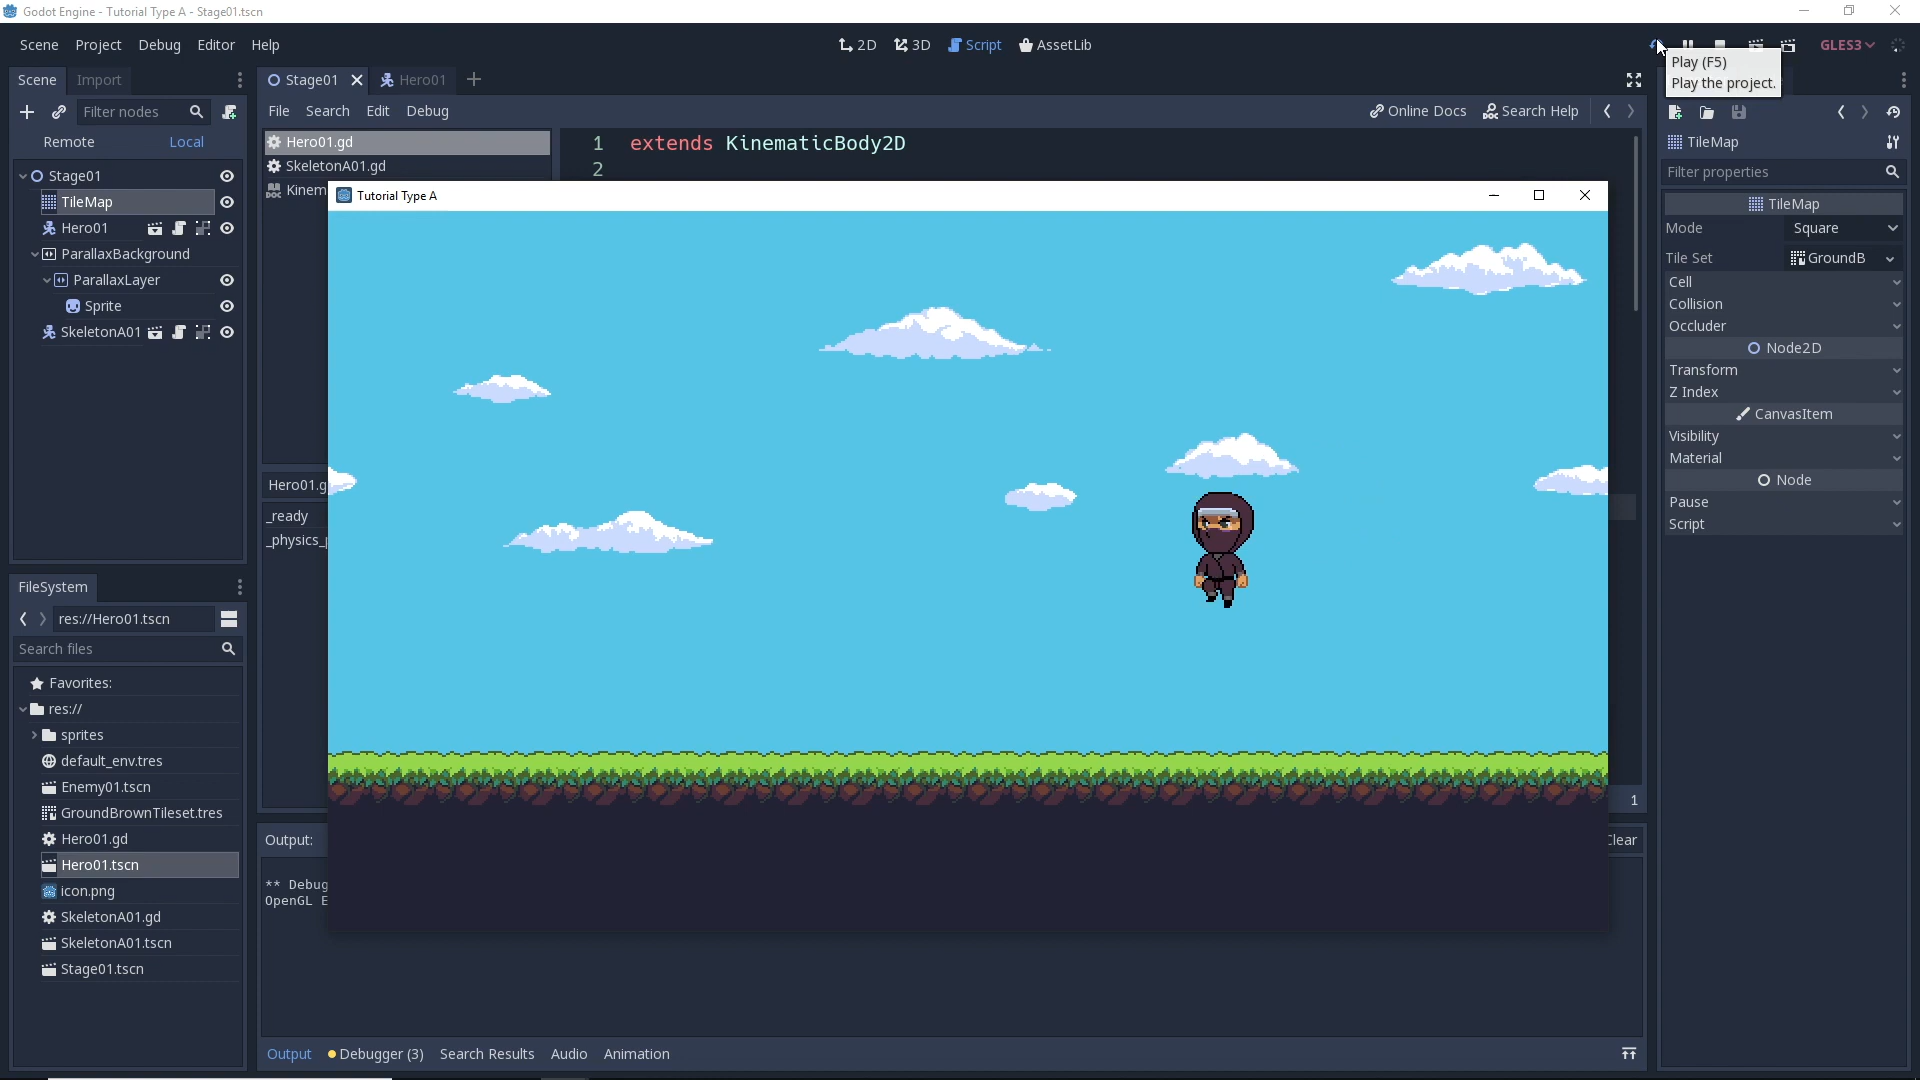 Godot Engine - Tutorial Type A - Stage01.tscn
Scene Project Debug Editor Help
2D 3D Script AssetLib
GLES3
Play (F5)
Play the project.
Scene Import
Filter nodes
Remote Local
Stage01
TileMap
Hero01
ParallaxBackground
ParallaxLayer
Sprite
SkeletonA01
FileSystem
res://Hero01.tscn
Search files
Favorites:
res://
sprites
default_env.tres
Enemy01.tscn
GroundBrownTileset.tres
Hero01.gd
Hero01.tscn
icon.png
SkeletonA01.gd
SkeletonA01.tscn
Stage01.tscn
Stage01 Hero01
File Search Edit Debug
Online Docs Search Help
Hero01.gd
SkeletonA01.gd
Kinem
1 extends KinematicBody2D
2
Tutorial Type A
Hero01.g
_ready
_physics_p
1
Output:
Clear
** Debug
OpenGL E
Output Debugger (3) Search Results Audio Animation
TileMap
Filter properties
TileMap
Mode Square
Tile Set GroundB
Cell
Collision
Occluder
Node2D
Transform
Z Index
CanvasItem
Visibility
Material
Node
Pause
Script